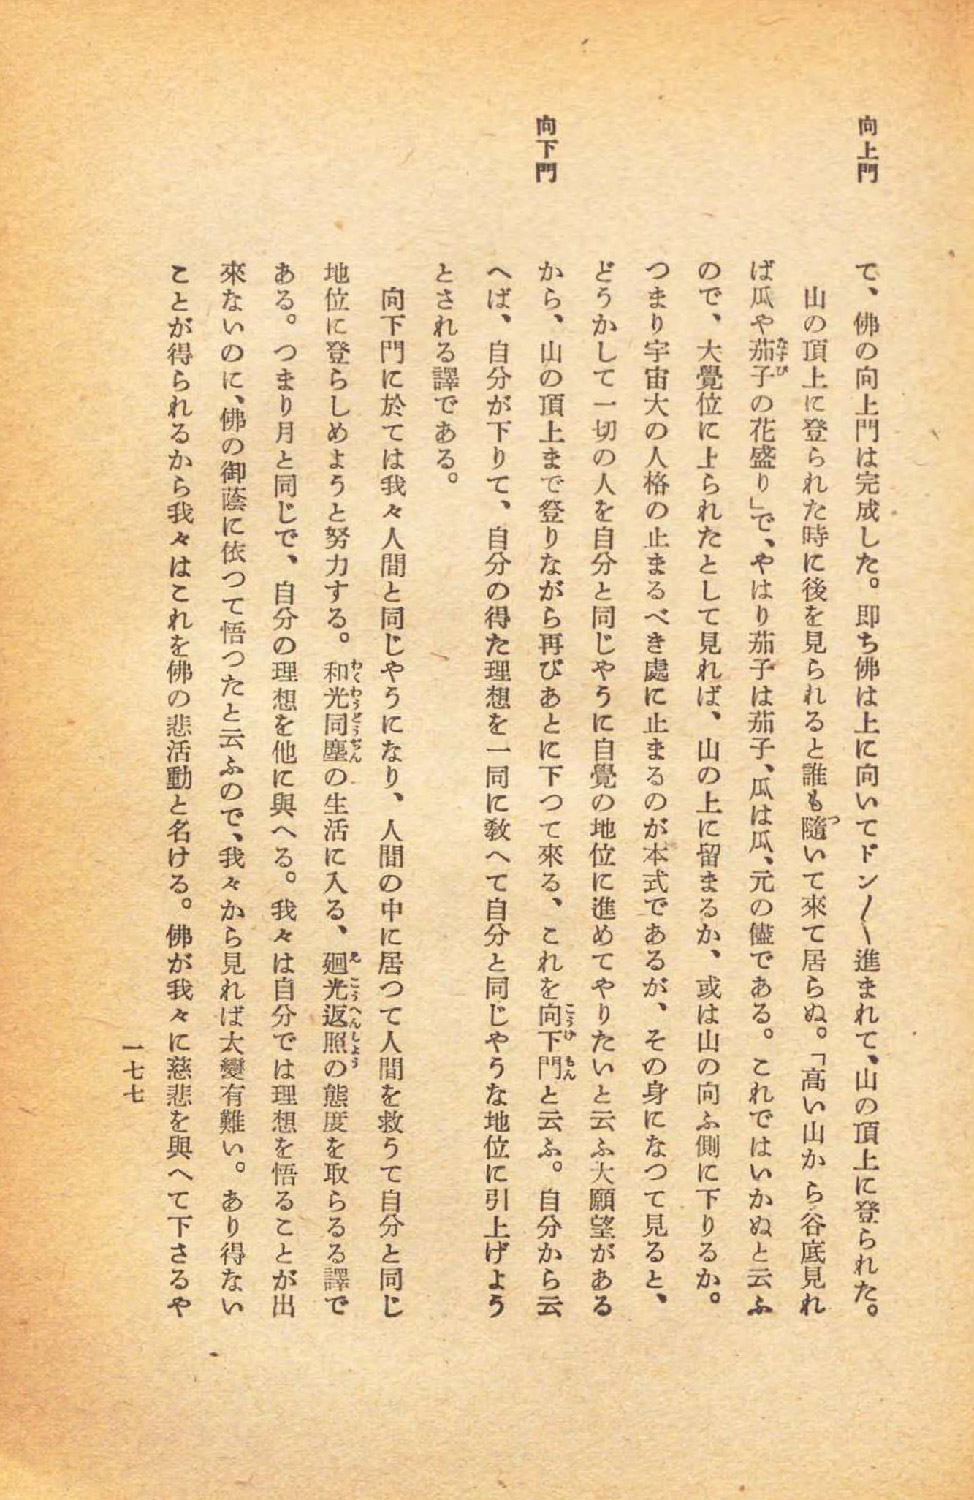 向上門
て、佛の向上門は完成した。即ち佛は上に向いてドン〳〵進まれて、山の頂上に登られた。
山の頂上に登られた時に後を見られると誰も隨いて來て居らぬ。「高い山から谷底見れ
ば瓜や茄子の花盛り」で、やはり茄子は茄子、瓜は瓜、元の儘である。これではいかぬと云ふ
ので、大覺位に上られたとして見れば、山の上に留まるか、或は山の向ふ側に下りるか。
つまり宇宙大の人格の止まるべき處に止まるのが本式であるが、その身になつて見ると、
どうかして一切の人を自分と同じやうに自覺の地位に進めてやりたいと云ふ大願望がある
向下門
から、山の頂上まで登りながら再びあとに下つて來る、これを向下門と云ふ。自分から云
へば、自分が下りて、自分の得た理想を一同に敎へて自分と同じやうな地位に引上げよう
とされる譯である。
向下門に於ては我々人間と同じやうになり、人間の中に居つて人間を救うて自分と同じ
地位に登らしめようと努力する。和光同塵の生活に入る、廻光返照の態度を取らるる譯で
ある。つまり月と同じで、自分の理想を他に與へる。我々は自分では理想を悟ることが出
來ないのに、佛の御蔭に依つて悟つたと云ふので、我々から見れば大變有難い。あり得ない
ことが得られるから我々はこれを佛の悲活動と名ける。佛が我々に慈悲を與へて下さるや
一七七